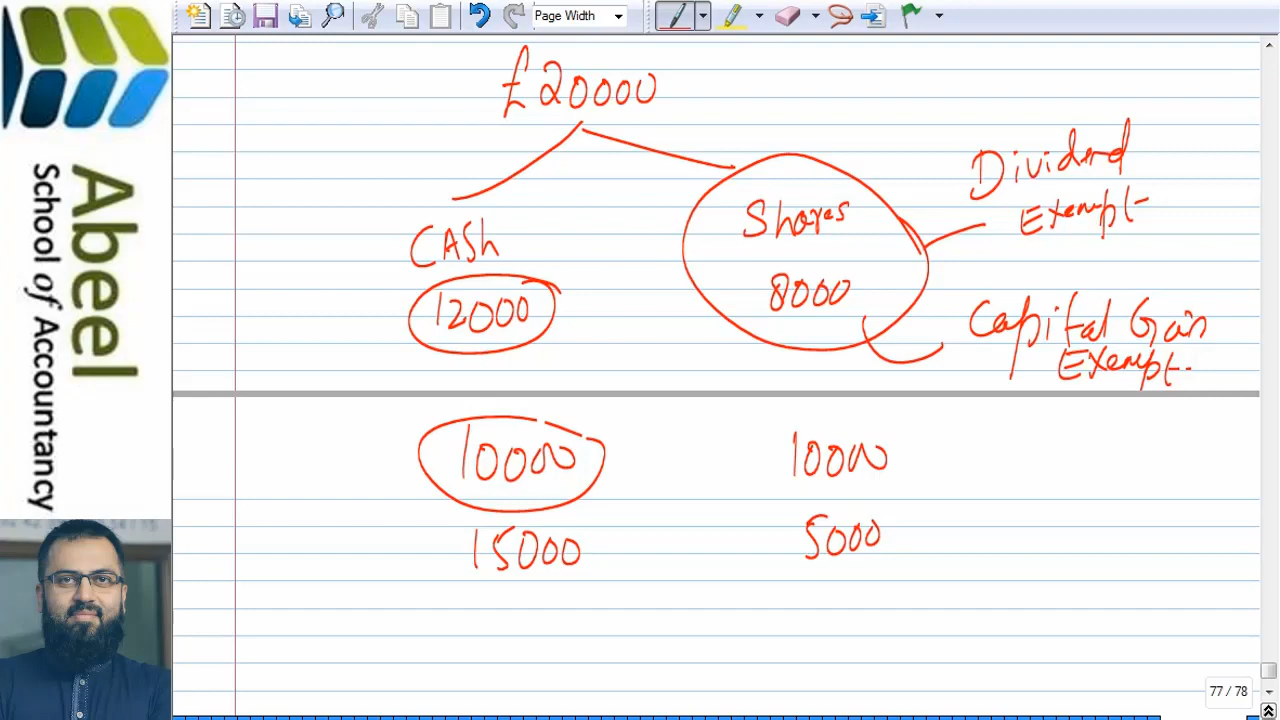 Page Width
Abeel
School of Accountancy
£20000
CASh
12000
Shares
8000
Dividend
Exempt
Capital Gain
Exempt.
10000 10000
15000 5000
77 / 78